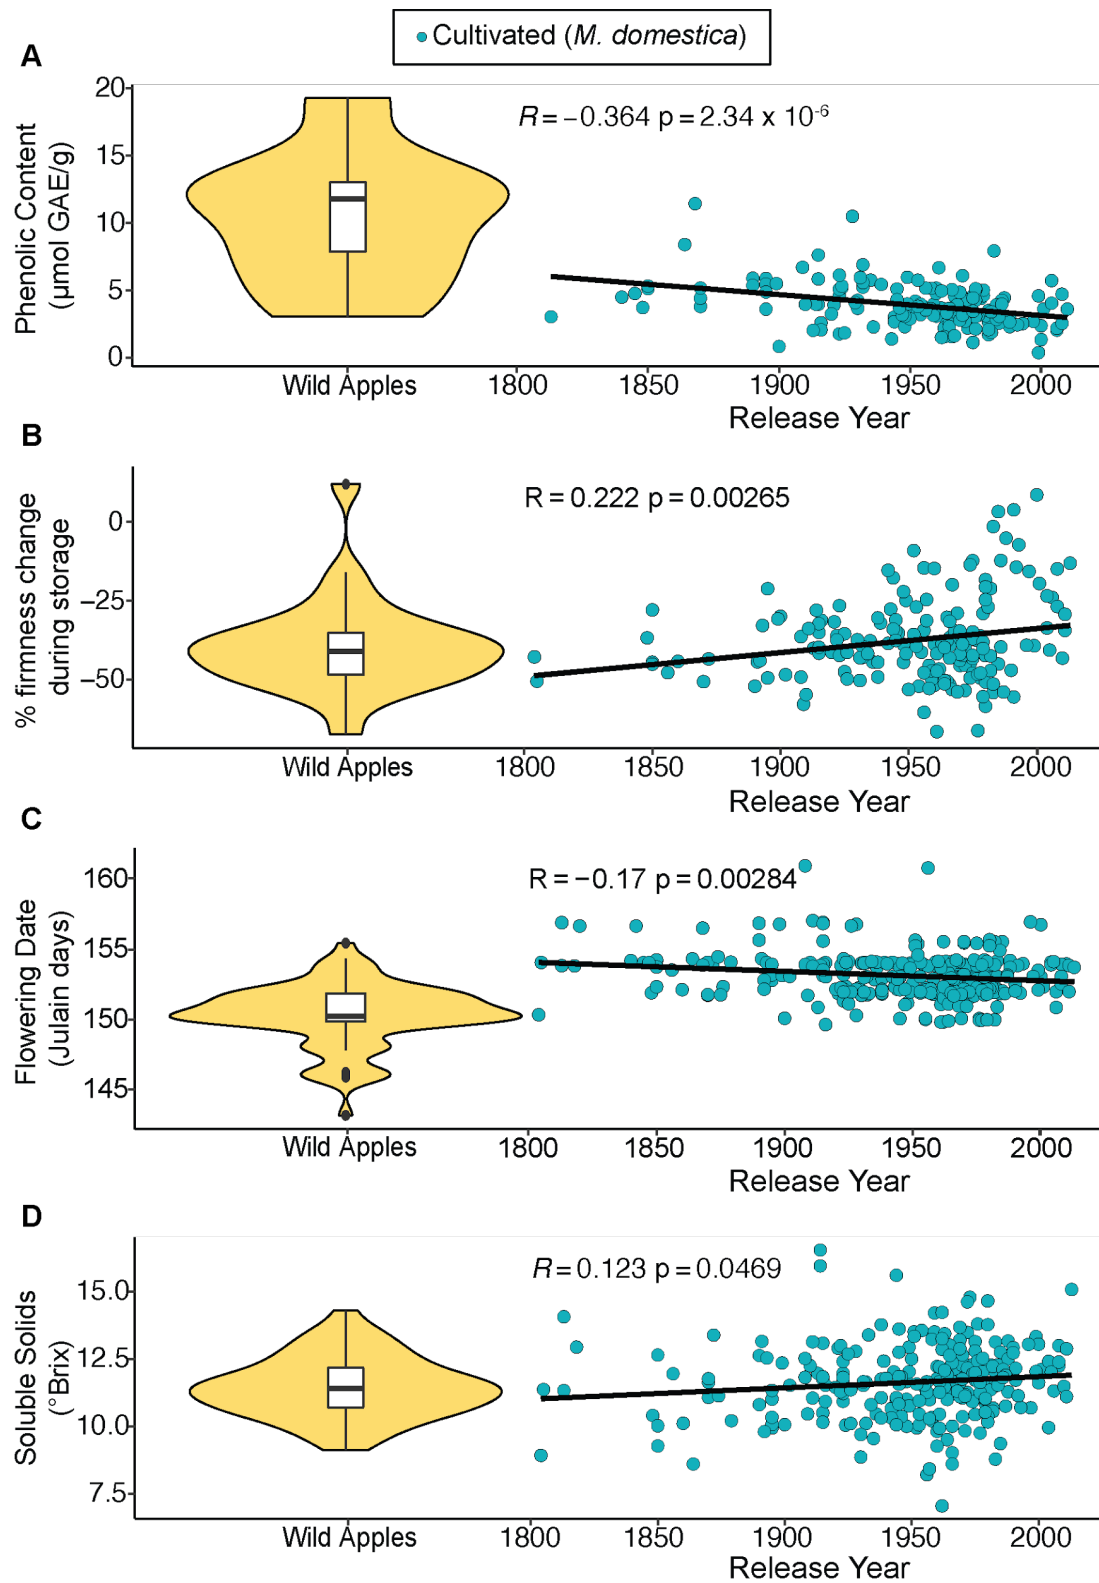 Cultivated (M. domestica)
A
Phenolic Content
(μmol GAE/g)
20
15
10
5
0
R = −0.364 p = 2.34 x 10⁻⁶
Wild Apples
1800
1850
1900
1950
2000
Release Year
B
% firmness change
during storage
0
−25
−50
R = 0.222 p = 0.00265
Wild Apples
1800
1850
1900
1950
2000
Release Year
C
Flowering Date
(Julain days)
160
155
150
145
R = −0.17 p = 0.00284
Wild Apples
1800
1850
1900
1950
2000
Release Year
D
Soluble Solids
(°Brix)
15.0
12.5
10.0
7.5
R = 0.123 p = 0.0469
Wild Apples
1800
1850
1900
1950
2000
Release Year